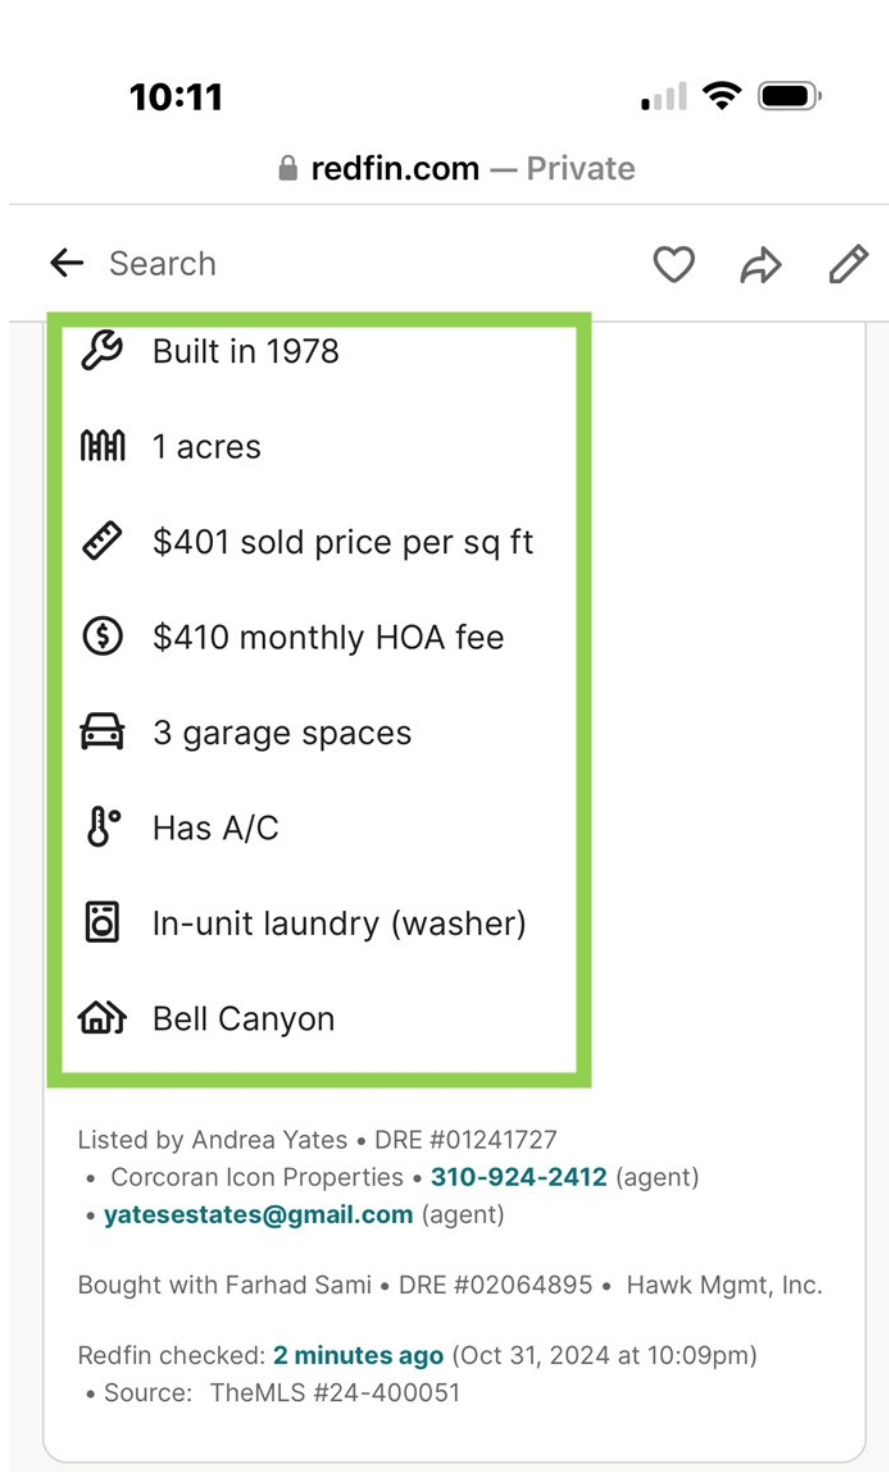 10:11
redfin.com — Private
Search
Built in 1978
1 acres
$401 sold price per sq ft
$410 monthly HOA fee
3 garage spaces
Has A/C
In-unit laundry (washer)
Bell Canyon
Listed by Andrea Yates • DRE #01241727
• Corcoran Icon Properties • 310-924-2412 (agent)
• yatesestates@gmail.com (agent)
Bought with Farhad Sami • DRE #02064895 • Hawk Mgmt, Inc.
Redfin checked: 2 minutes ago (Oct 31, 2024 at 10:09pm)
• Source: TheMLS #24-400051